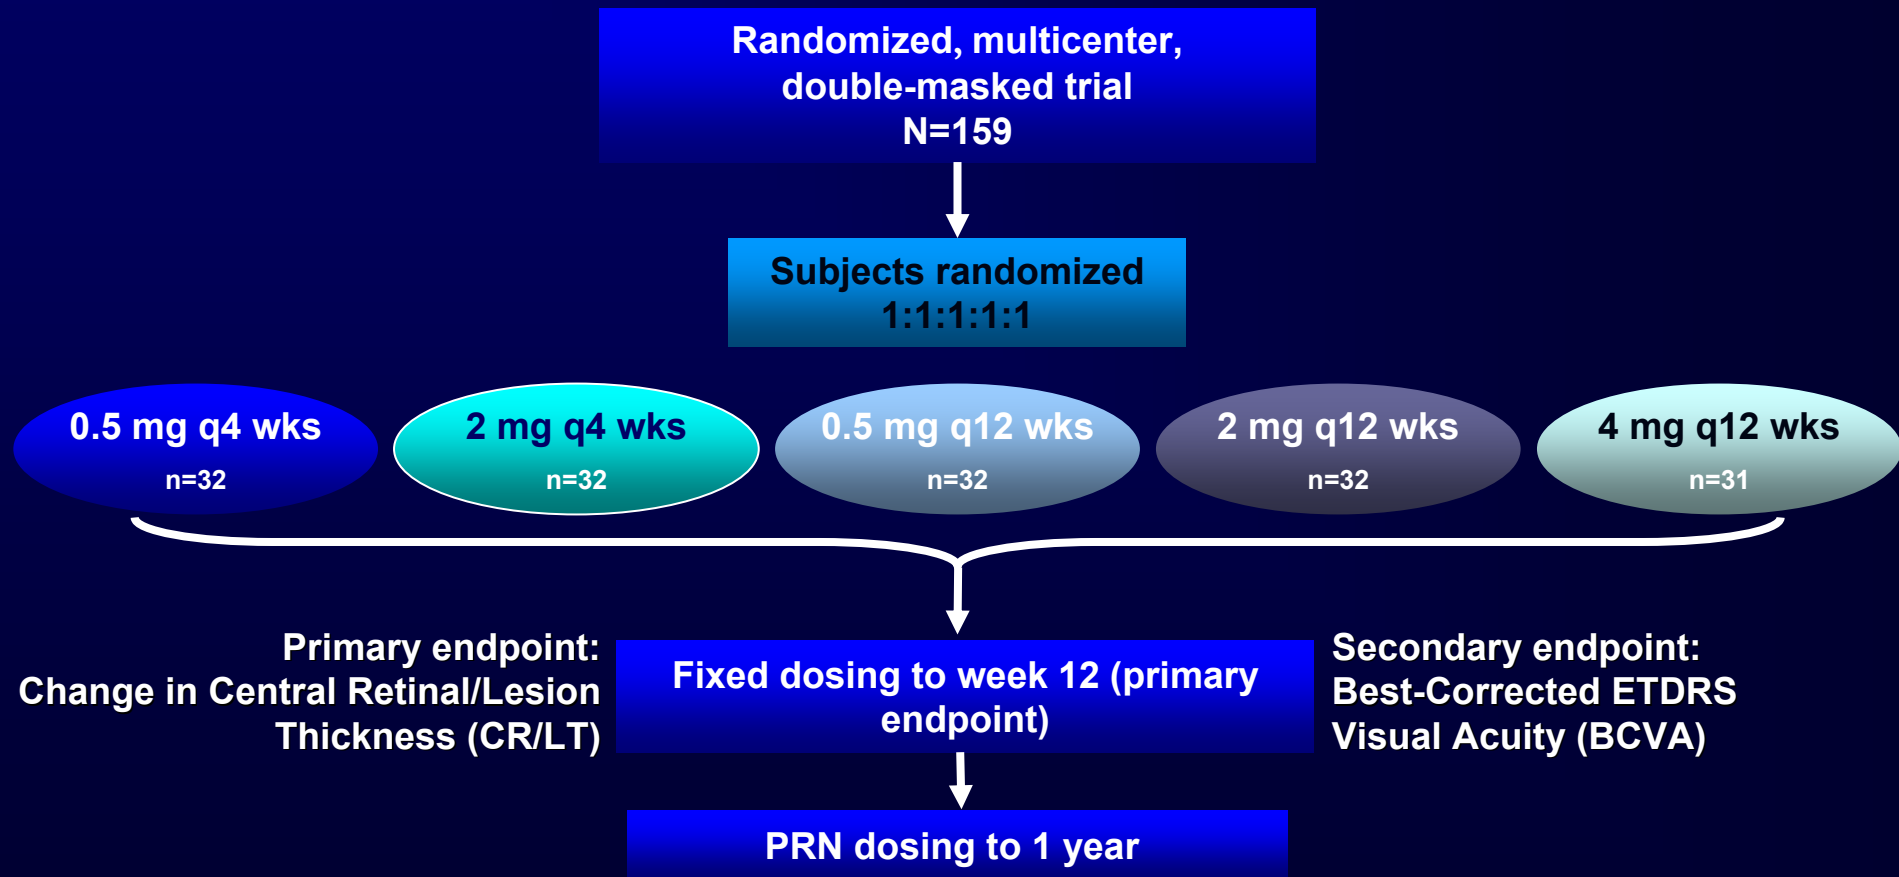 Randomized, multicenter,
double-masked trial
N=159
Subjects randomized
1:1:1:1:1
0.5 mg q4 wks
n=32
2 mg q4 wks
n=32
0.5 mg q12 wks
n=32
2 mg q12 wks
n=32
4 mg q12 wks
n=31
Primary endpoint:
Change in Central Retinal/Lesion
Thickness (CR/LT)
Fixed dosing to week 12 (primary
endpoint)
Secondary endpoint:
Best-Corrected ETDRS
Visual Acuity (BCVA)
PRN dosing to 1 year